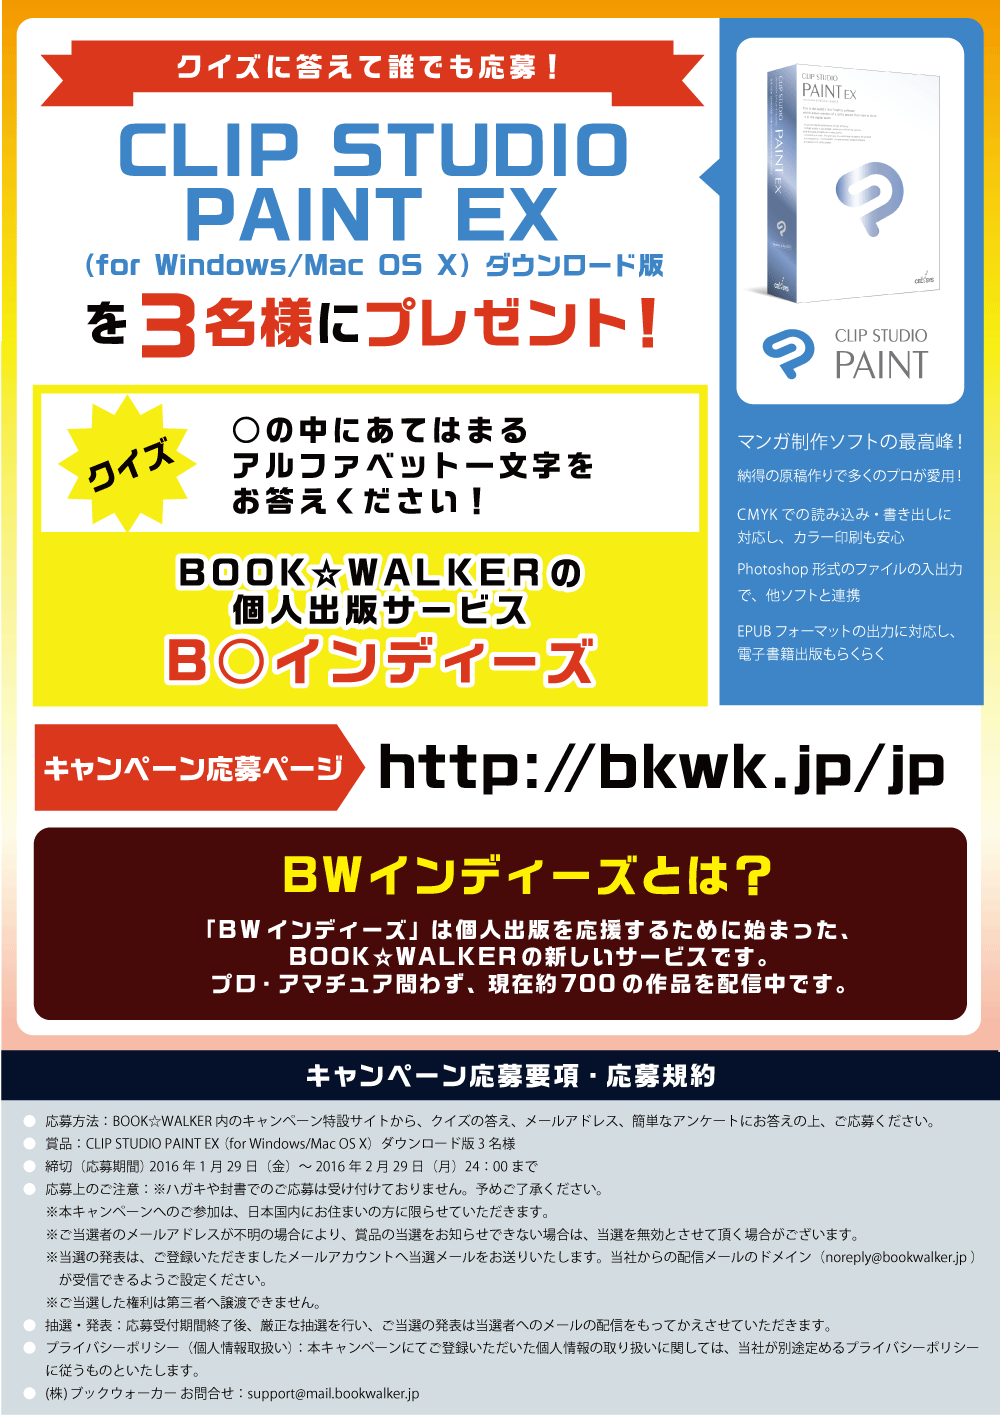 クイズに答えて誰でも応募！
CLIP STUDIO
PAINT EX
（for Windows/Mac OS X）ダウンロード版
を3名様にプレゼント！
クイズ
○の中にあてはまる
アルファベット一文字を
お答えください！
BOOK☆WALKERの
個人出版サービス
B○インディーズ
CLIP STUDIO
PAINT EX
CLIP STUDIO
PAINT EX
CELSYS
CLIP STUDIO
PAINT
マンガ制作ソフトの最高峰！
納得の原稿作りで多くのプロが愛用！
CMYKでの読み込み・書き出しに
対応し、カラー印刷も安心
Photoshop 形式のファイルの入出力
で、他ソフトと連携
EPUB フォーマットの出力に対応し、
電子書籍出版もらくらく
キャンペーン応募ページ
http://bkwk.jp/jp
BWインディーズとは？
「BWインディーズ」は個人出版を応援するために始まった、
BOOK☆WALKERの新しいサービスです。
プロ・アマチュア問わず、現在約700の作品を配信中です。
キャンペーン応募要項・応募規約
● 応募方法：BOOK☆WALKER 内のキャンペーン特設サイトから、クイズの答え、メールアドレス、簡単なアンケートにお答えの上、ご応募ください。
● 賞品：CLIP STUDIO PAINT EX（for Windows/Mac OS X）ダウンロード版 3 名様
● 締切（応募期間）2016 年 1 月 29 日（金）～ 2016 年 2 月 29 日（月）24：00 まで
● 応募上のご注意：※ハガキや封書でのご応募は受け付けておりません。予めご了承ください。
※本キャンペーンへのご参加は、日本国内にお住まいの方に限らせていただきます。
※ご当選者のメールアドレスが不明の場合により、賞品の当選をお知らせできない場合は、当選を無効とさせて頂く場合がございます。
※当選の発表は、ご登録いただきましたメールアカウントへ当選メールをお送りいたします。当社からの配信メールのドメイン（noreply@bookwalker.jp）
が受信できるようご設定ください。
※ご当選した権利は第三者へ譲渡できません。
● 抽選・発表：応募受付期間終了後、厳正な抽選を行い、ご当選の発表は当選者へのメールの配信をもってかえさせていただきます。
● プライバシーポリシー（個人情報取扱い）：本キャンペーンにてご登録いただいた個人情報の取り扱いに関しては、当社が別途定めるプライバシーポリシー
に従うものといたします。
● (株)ブックウォーカー お問合せ：support@mail.bookwalker.jp